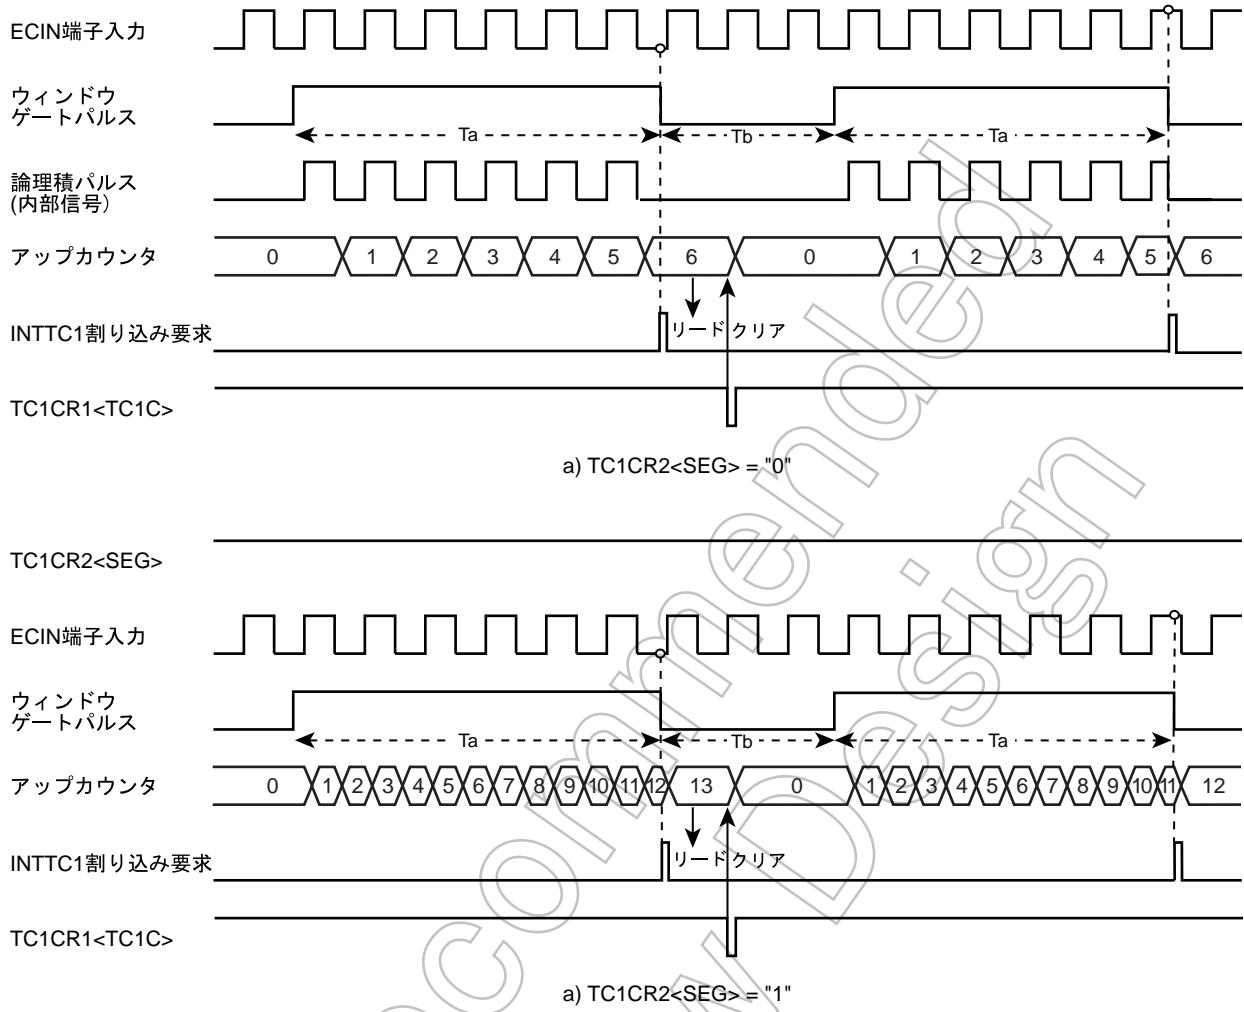 ECIN端子入力
ウィンドウ
ゲートパルス
Ta Tb Ta
論理積パルス
(内部信号)
アップカウンタ 0 1 2 3 4 5 6 0 1 2 3 4 5 6
INTTC1割り込み要求 リード クリア
TC1CR1<TC1C>
a) TC1CR2<SEG> = "0"
TC1CR2<SEG>
ECIN端子入力
ウィンドウ
ゲートパルス
Ta Tb Ta
アップカウンタ 0 1 2 3 4 5 6 7 8 9 10 11 12 13 0 1 2 3 4 5 6 7 8 9 10 11 12
INTTC1割り込み要求 リード クリア
TC1CR1<TC1C>
a) TC1CR2<SEG> = "1"